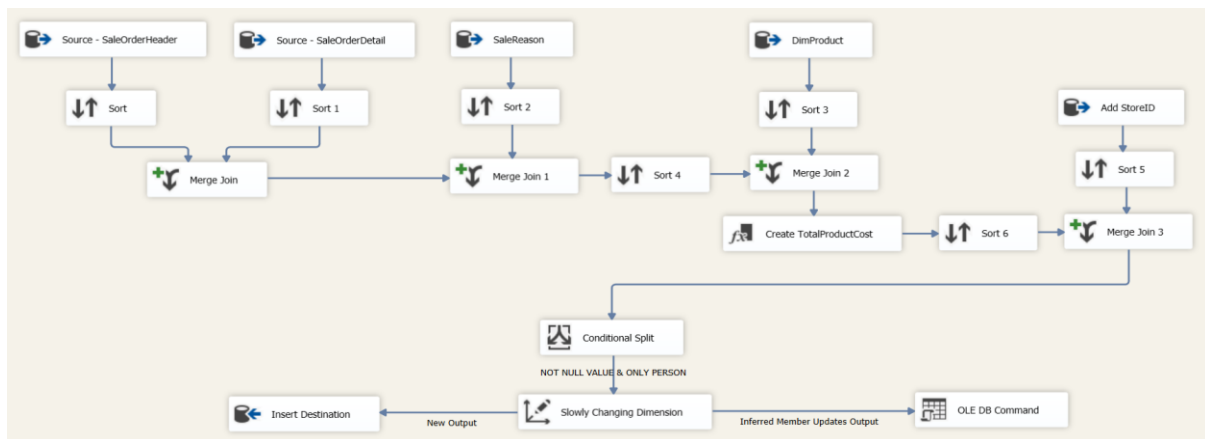 Source - SaleOrderHeader
Source - SaleOrderDetail
SaleReason
DimProduct
Sort
Sort 1
Sort 2
Sort 3
Add StoreID
Merge Join
Merge Join 1
Sort 4
Merge Join 2
Sort 5
Create TotalProductCost
Sort 6
Merge Join 3
Conditional Split
NOT NULL VALUE & ONLY PERSON
Insert Destination
New Output
Slowly Changing Dimension
Inferred Member Updates Output
OLE DB Command